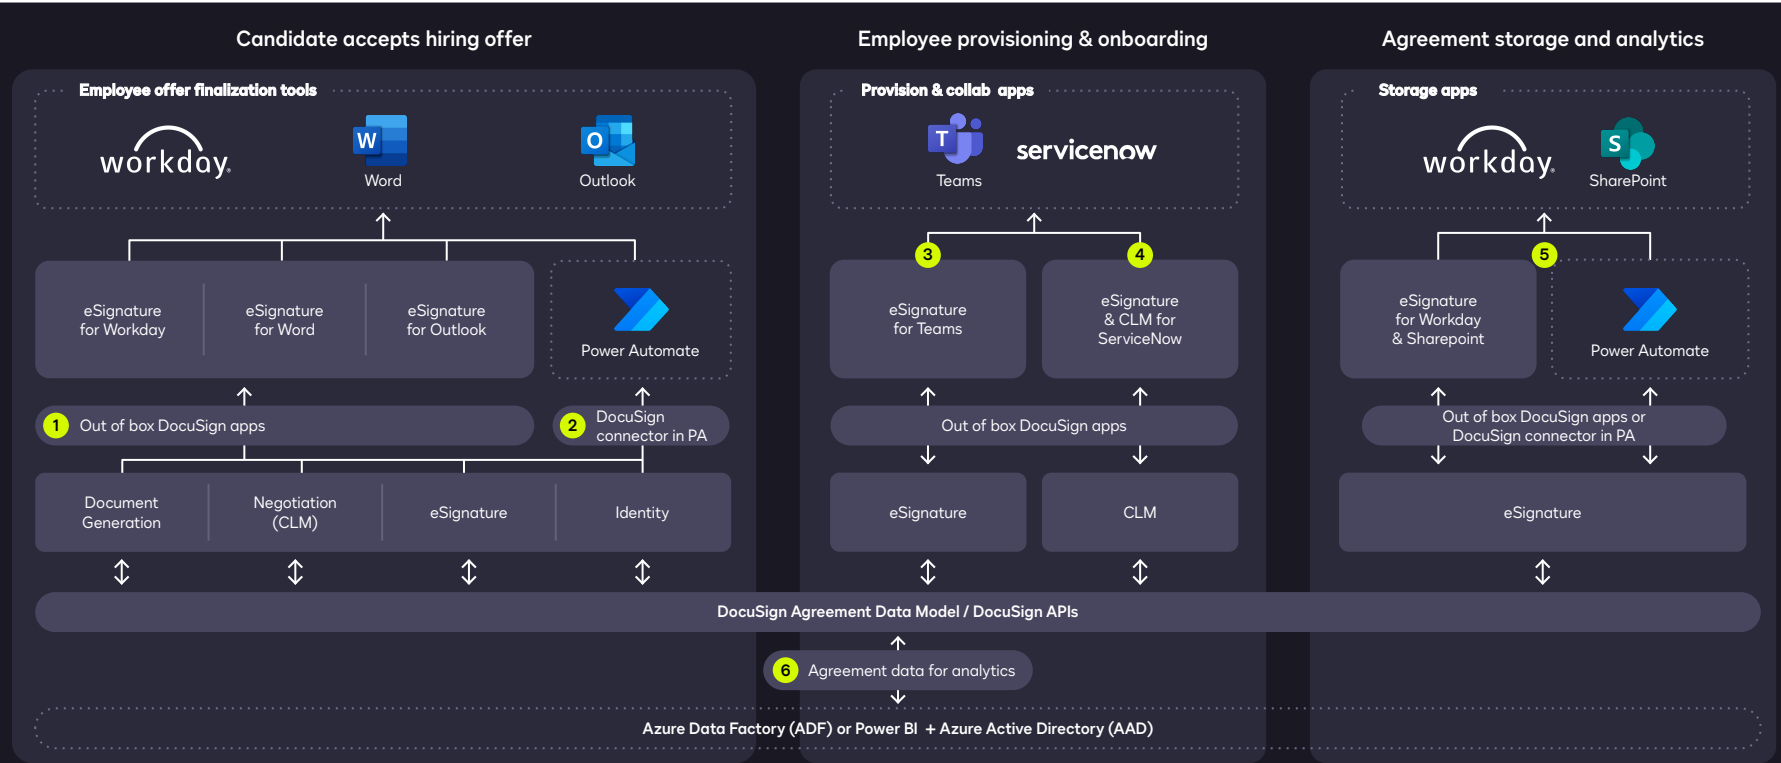 Candidate accepts hiring offer
Employee offer finalization tools
workday.
W
Word
O
Outlook
eSignature
for Workday
eSignature
for Word
eSignature
for Outlook
Power Automate
1 Out of box DocuSign apps
2 DocuSign
connector in PA
Document
Generation
Negotiation
(CLM)
eSignature
Identity
Employee provisioning & onboarding
Provision & collab apps
T
Teams
servicenow
3
4
eSignature
for Teams
eSignature
& CLM for
ServiceNow
Out of box DocuSign apps
eSignature
CLM
Agreement storage and analytics
Storage apps
workday.
S
SharePoint
5
eSignature
for Workday
& Sharepoint
Power Automate
Out of box DocuSign apps or
DocuSign connector in PA
eSignature
DocuSign Agreement Data Model / DocuSign APIs
6 Agreement data for analytics
Azure Data Factory (ADF) or Power BI + Azure Active Directory (AAD)